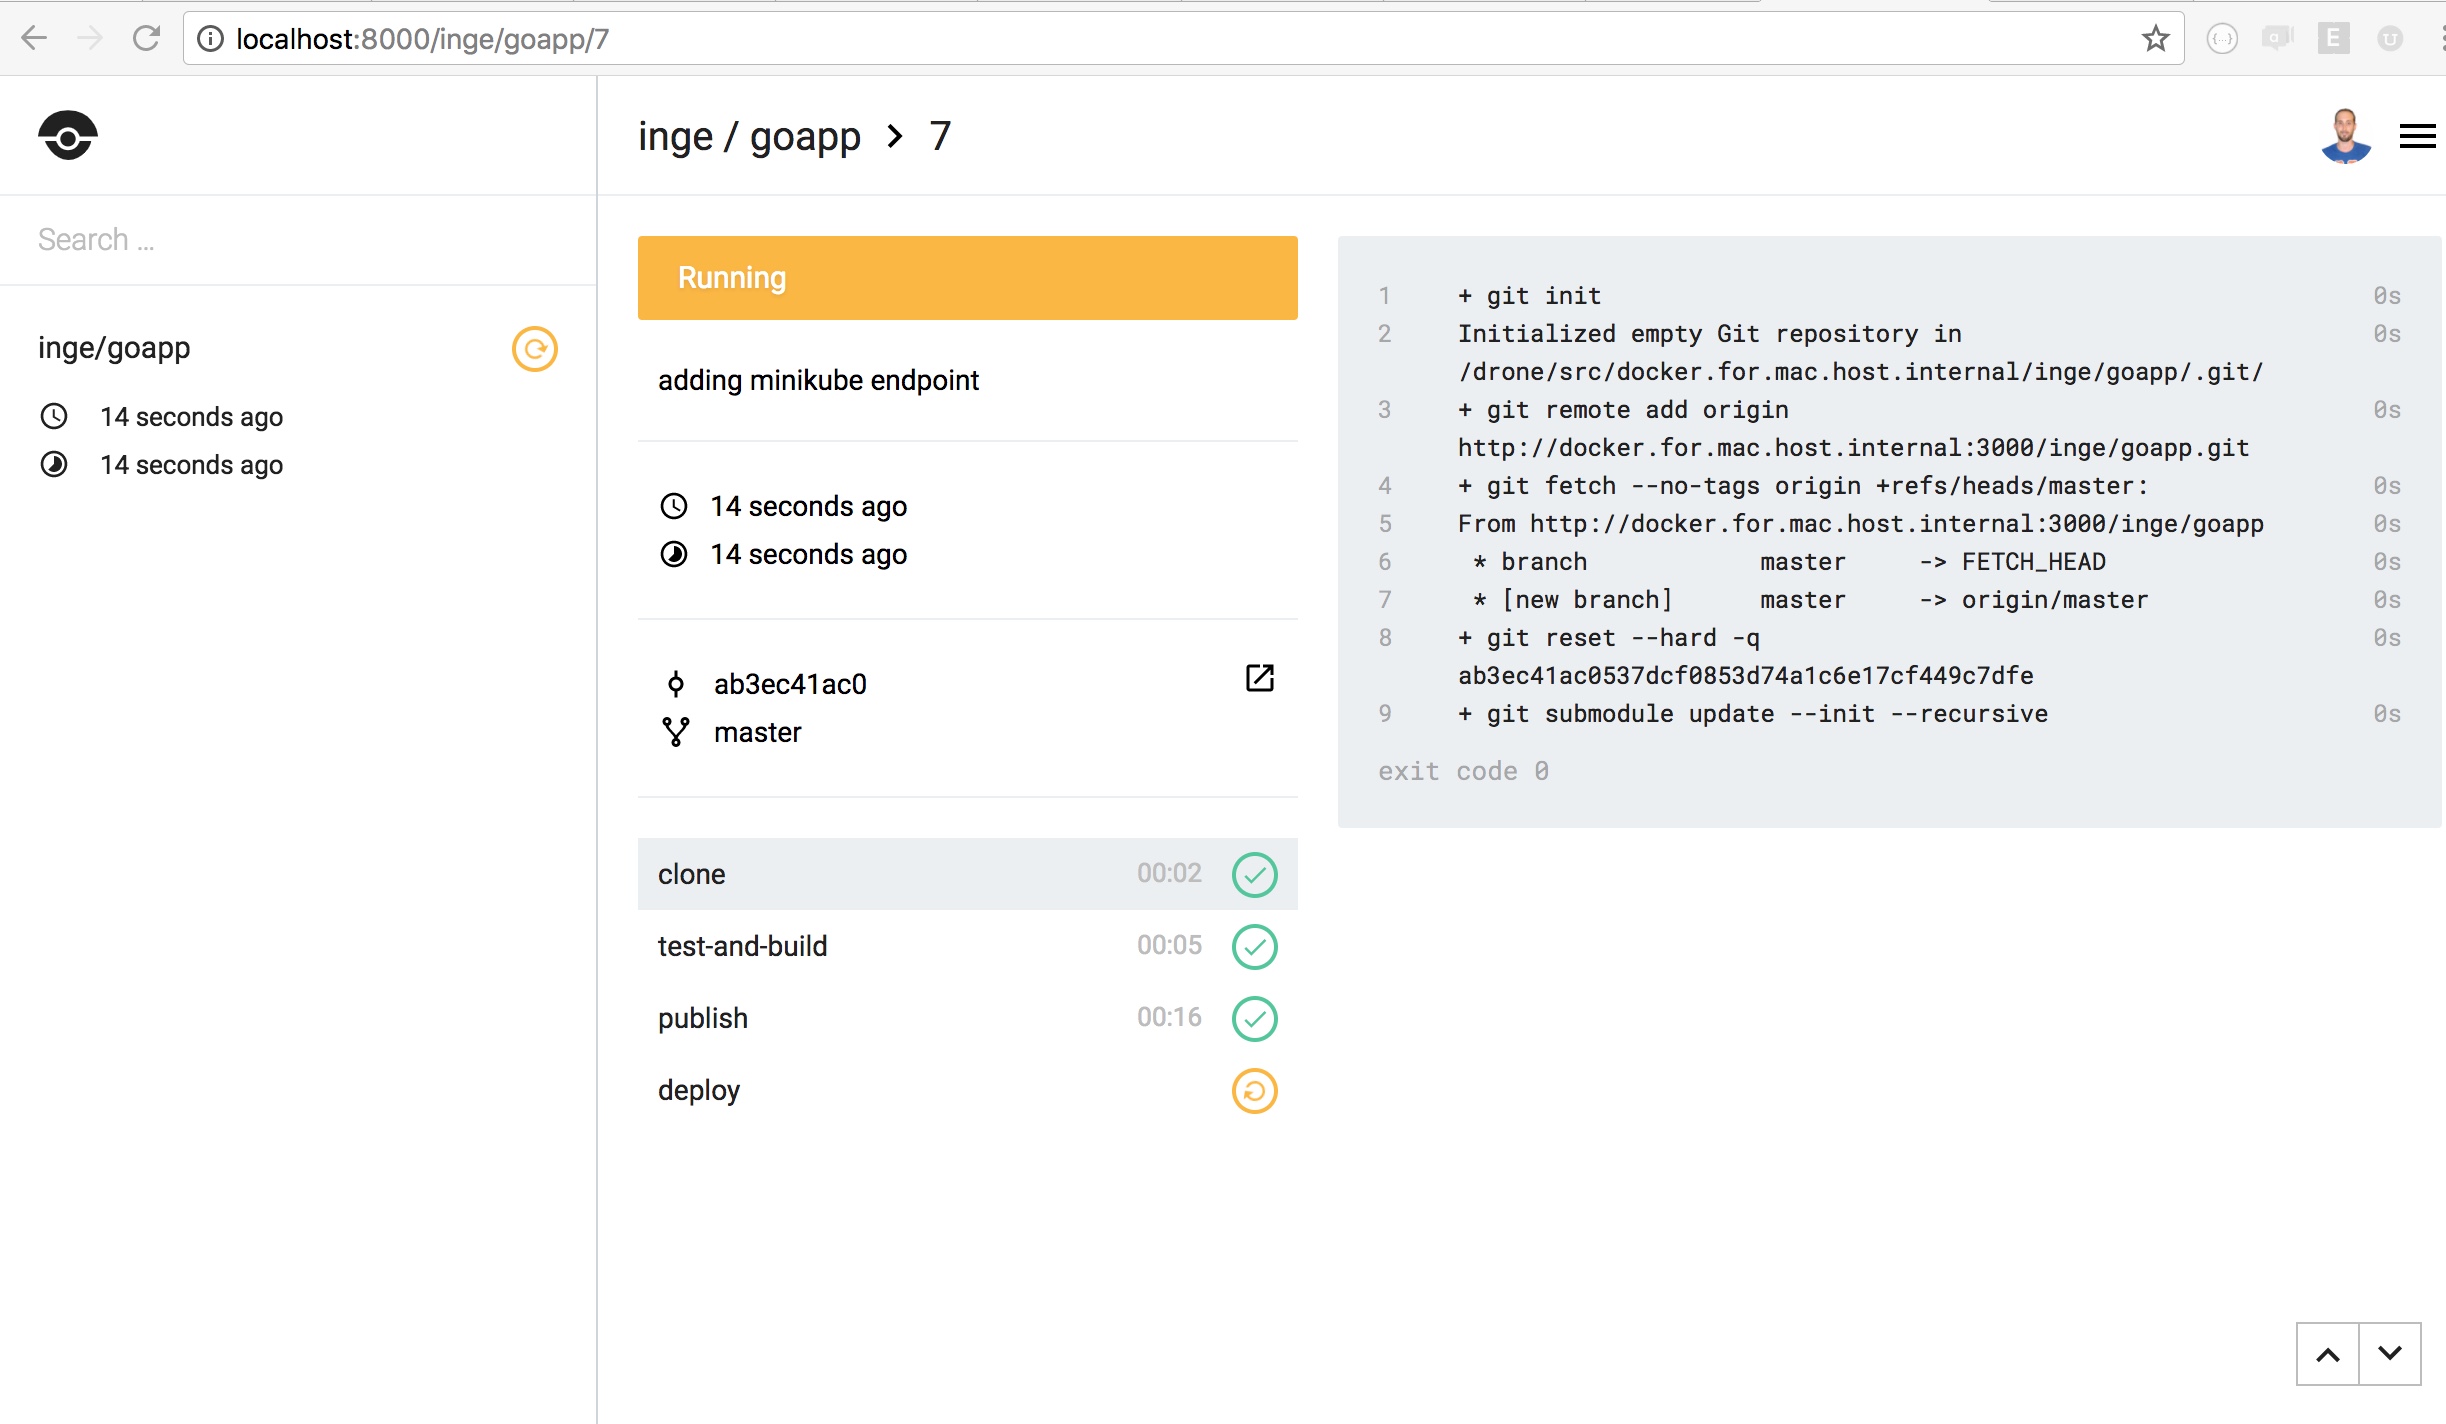 localhost:8000/inge/goapp/7
E
inge / goapp > 7
Search ...
inge/goapp
14 seconds ago
14 seconds ago
Running
adding minikube endpoint
14 seconds ago
14 seconds ago
ab3ec41ac0
master
clone 00:02
test-and-build 00:05
publish 00:16
deploy
1 + git init 0s
2 Initialized empty Git repository in 0s
/drone/src/docker.for.mac.host.internal/inge/goapp/.git/
3 + git remote add origin 0s
http://docker.for.mac.host.internal:3000/inge/goapp.git
4 + git fetch --no-tags origin +refs/heads/master: 0s
5 From http://docker.for.mac.host.internal:3000/inge/goapp 0s
6 * branch master -> FETCH_HEAD 0s
7 * [new branch] master -> origin/master 0s
8 + git reset --hard -q 0s
ab3ec41ac0537dcf0853d74a1c6e17cf449c7dfe
9 + git submodule update --init --recursive 0s
exit code 0